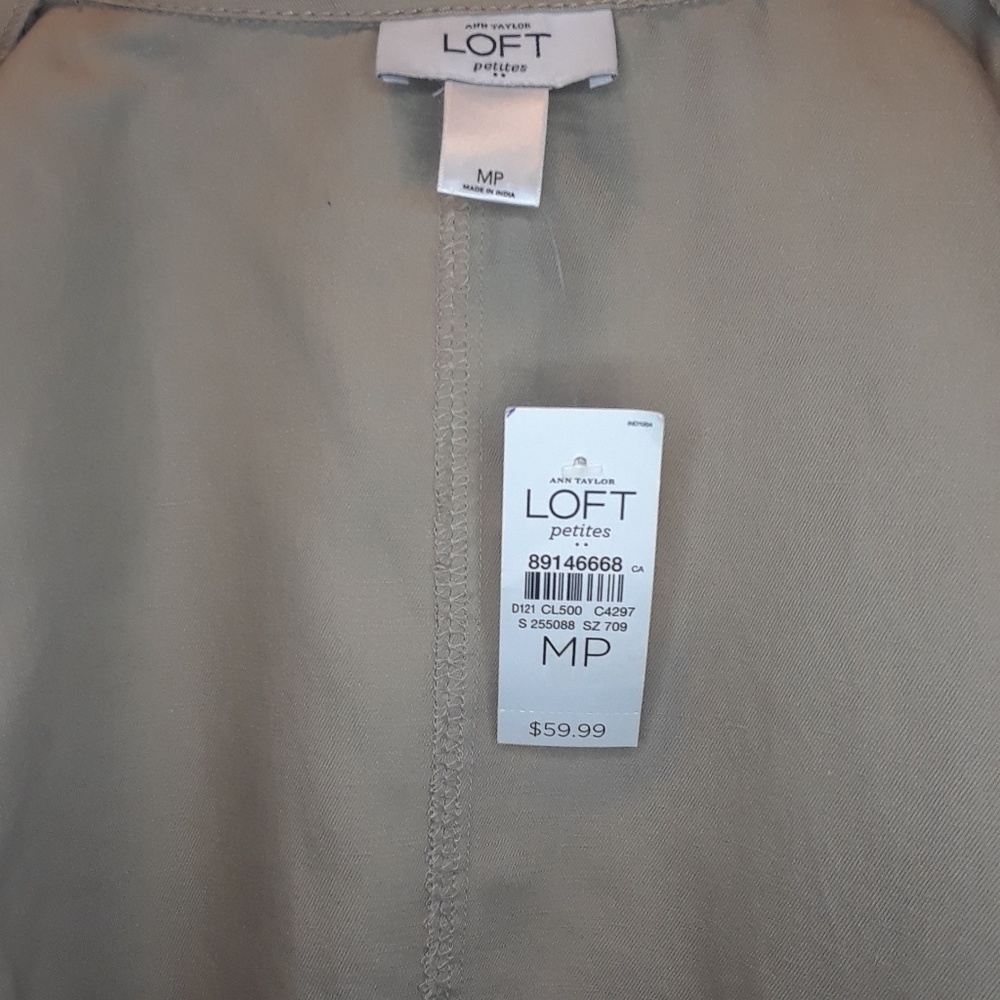 ANN TAYLOR
LOFT
petites
MP
MADE IN INDIA
ANN TAYLOR
LOFT
petites
89146668 CA
D121 CL500 C4297
S 255088 SZ 709
MP
$59.99